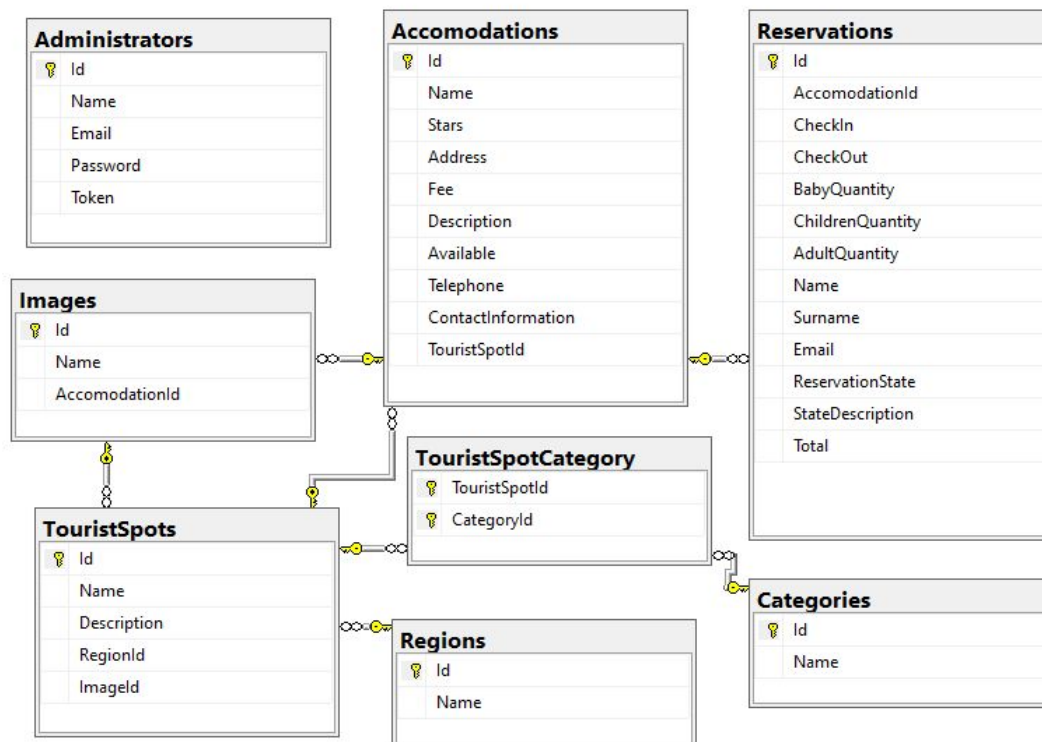 Administrators
Id
Name
Email
Password
Token
Accomodations
Id
Name
Stars
Address
Fee
Description
Available
Telephone
ContactInformation
TouristSpotId
Reservations
Id
AccomodationId
CheckIn
CheckOut
BabyQuantity
ChildrenQuantity
AdultQuantity
Name
Surname
Email
ReservationState
StateDescription
Total
Images
Id
Name
AccomodationId
TouristSpotCategory
TouristSpotId
CategoryId
TouristSpots
Id
Name
Description
RegionId
ImageId
Regions
Id
Name
Categories
Id
Name